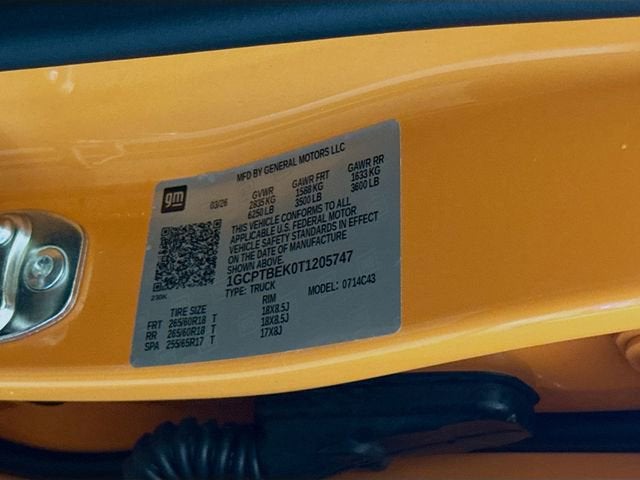 MFD BY GENERAL MOTORS LLC
gm
03/26
GVWR GAWR FRT GAWR RR
2835 KG 1588 KG 1633 KG
6250 LB 3500 LB 3600 LB
THIS VEHICLE CONFORMS TO ALL
APPLICABLE U.S. FEDERAL MOTOR
VEHICLE SAFETY STANDARDS IN EFFECT
ON THE DATE OF MANUFACTURE
SHOWN ABOVE.
1GCPTBEK0T1205747
TYPE: TRUCK MODEL: 0714C43
230K
TIRE SIZE RIM
FRT 265/60R18 T 18X8.5J
RR 265/60R18 T 18X8.5J
SPA 255/65R17 T 17X8J